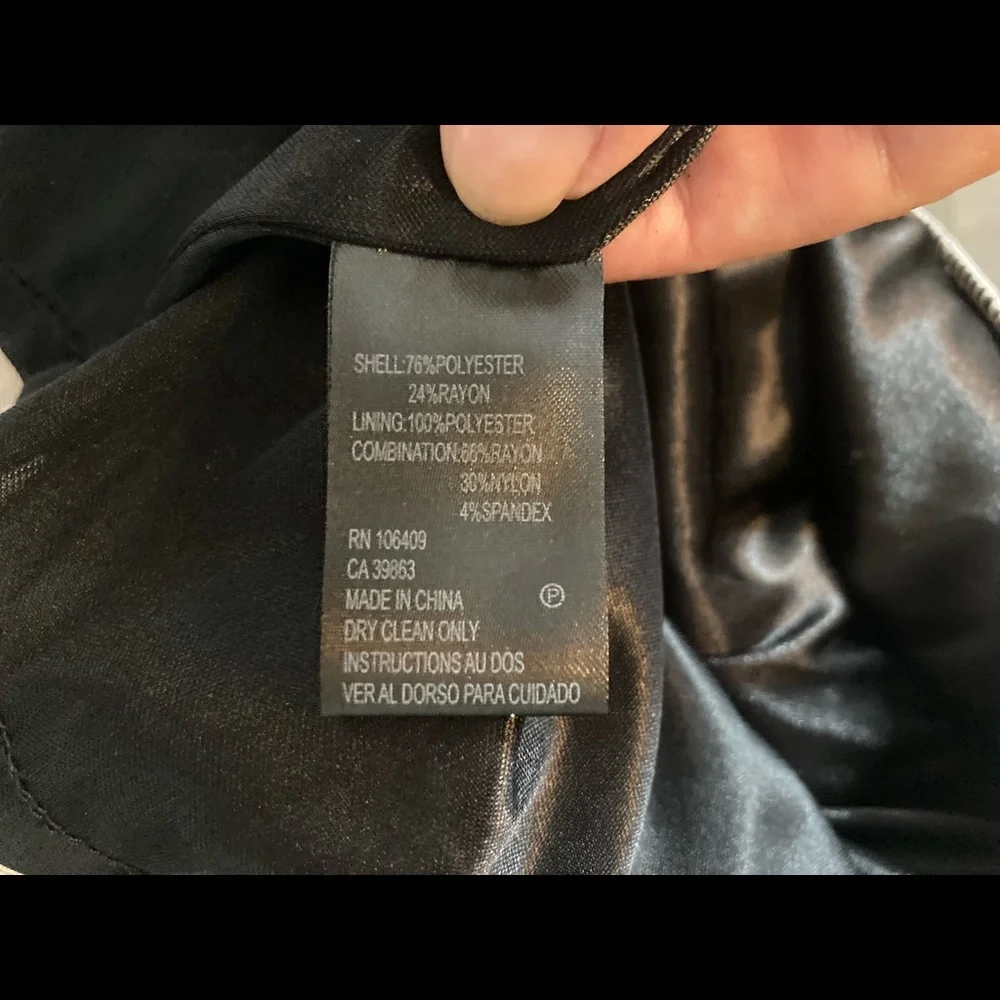 SHELL:76%POLYESTER
24%RAYON
LINING:100%POLYESTER
COMBINATION:66%RAYON
30%NYLON
4%SPANDEX
RN 106409
CA 39863
MADE IN CHINA
P
DRY CLEAN ONLY
INSTRUCTIONS AU DOS
VER AL DORSO PARA CUIDADO